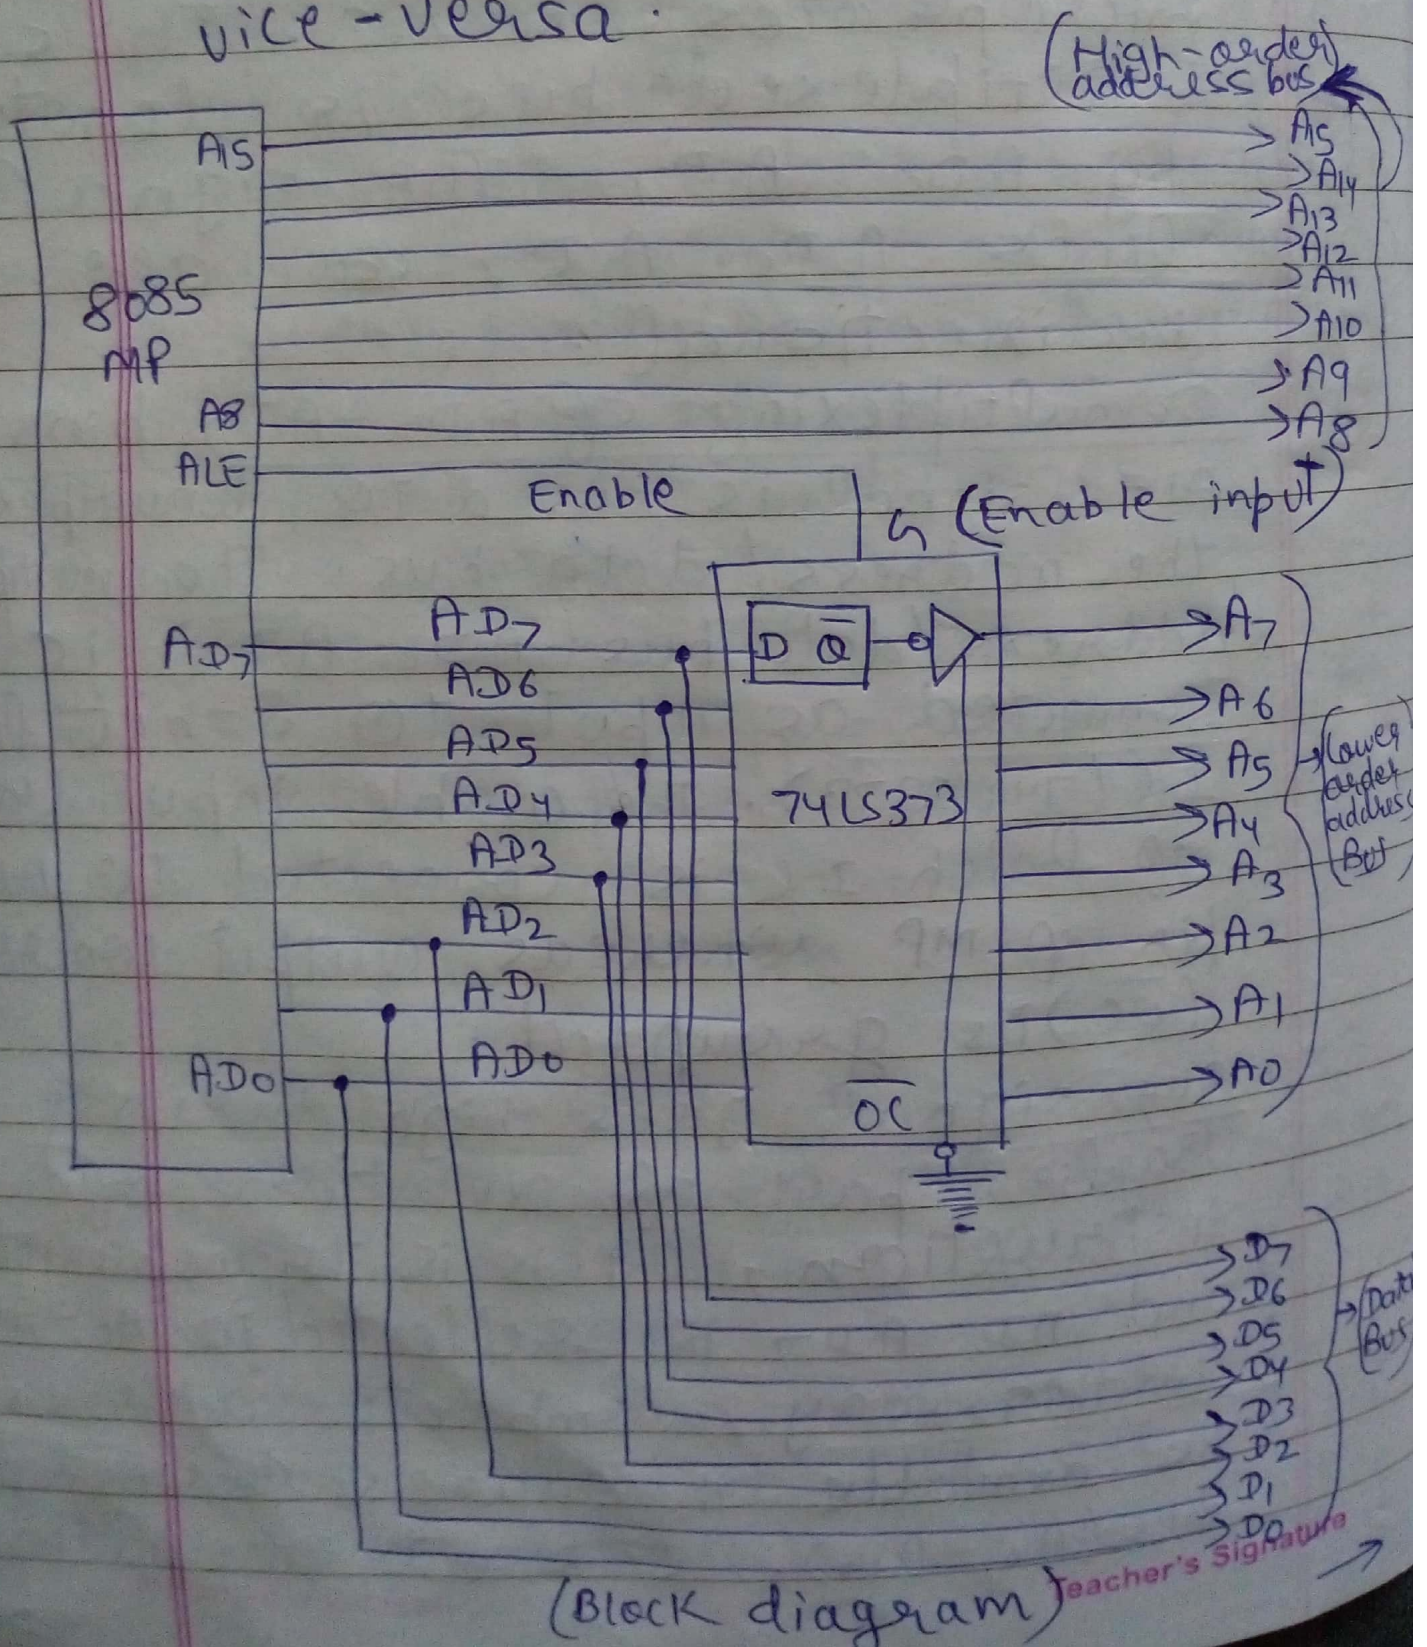 vice-versa.
(High-order
address bus)
A15
A15
A14
A13
A12
A11
A10
A9
A8
8085
MP
A8
ALE
Enable
G (Enable input)
AD7
AD7
D Q̅
A7
AD6
A6
AD5
A5
(Lower
order
address
Bus)
AD4
74LS373
A4
AD3
A3
AD2
A2
AD1
A1
AD0
AD0
A0
O̅C̅
D7
D6
D5
D4
D3
D2
D1
D0
(Data
Bus)
Teacher's Signature
(Block diagram)